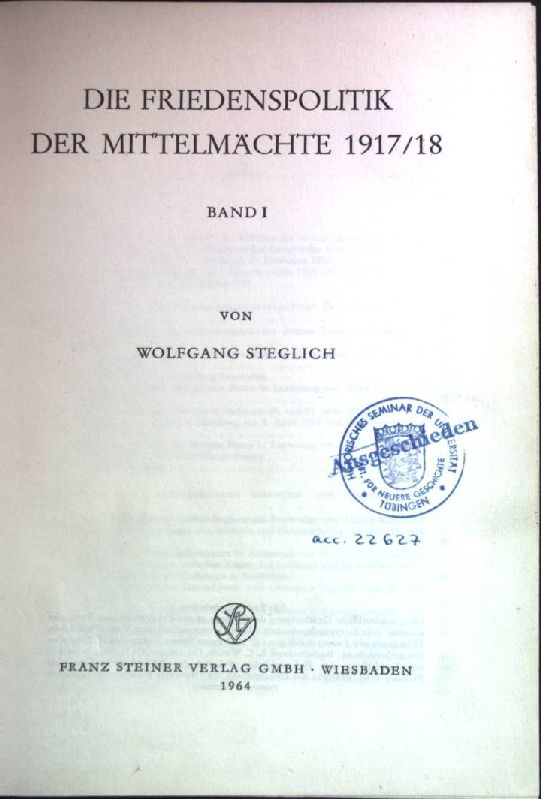 DIE FRIEDENSPOLITIK
DER MITTELMÄCHTE 1917/18
BAND I
VON
WOLFGANG STEGLICH
HISTORISCHES SEMINAR DER UNIVERSITÄT
FÜR NEUERE GESCHICHTE
TÜBINGEN
Ausgeschieden
acc. 22627
FRANZ STEINER VERLAG GMBH · WIESBADEN
1964